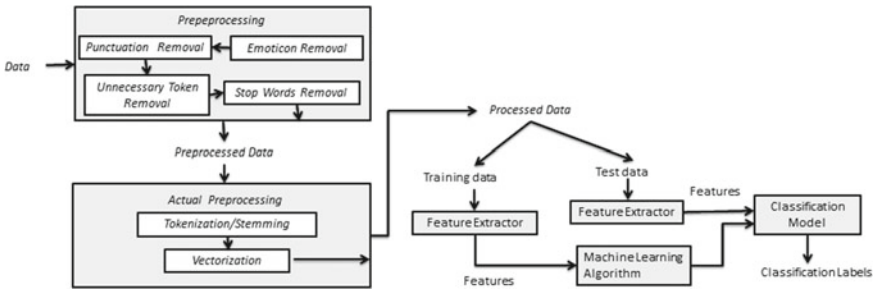 Prepeprocessing
Punctuation Removal
Emoticon Removal
Data
Unnecessary Token
Removal
Stop Words Removal
Preprocessed Data
Actual Preprocessing
Tokenization/Stemming
Vectorization
Processed Data
Training data
Test data
Feature Extractor
Feature Extractor
Features
Classification
Model
Machine Learning
Algorithm
Features
Classification Labels